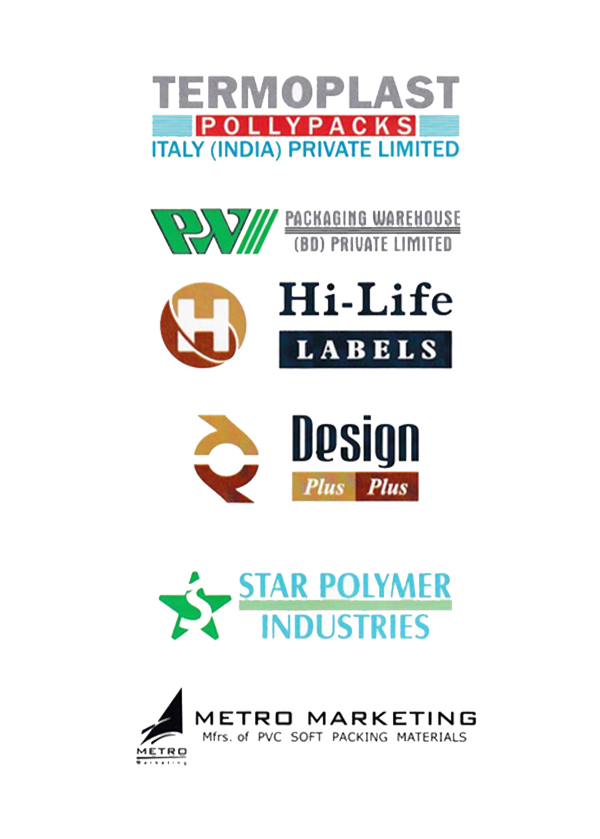 TERMOPLAST
POLLYPACKS
ITALY (INDIA) PRIVATE LIMITED
PW
PACKAGING WAREHOUSE
(BD) PRIVATE LIMITED
H
Hi-Life
LABELS
Design
Plus Plus
S
STAR POLYMER
INDUSTRIES
METRO MARKETING
Mfrs. of PVC SOFT PACKING MATERIALS
METRO
Marketing